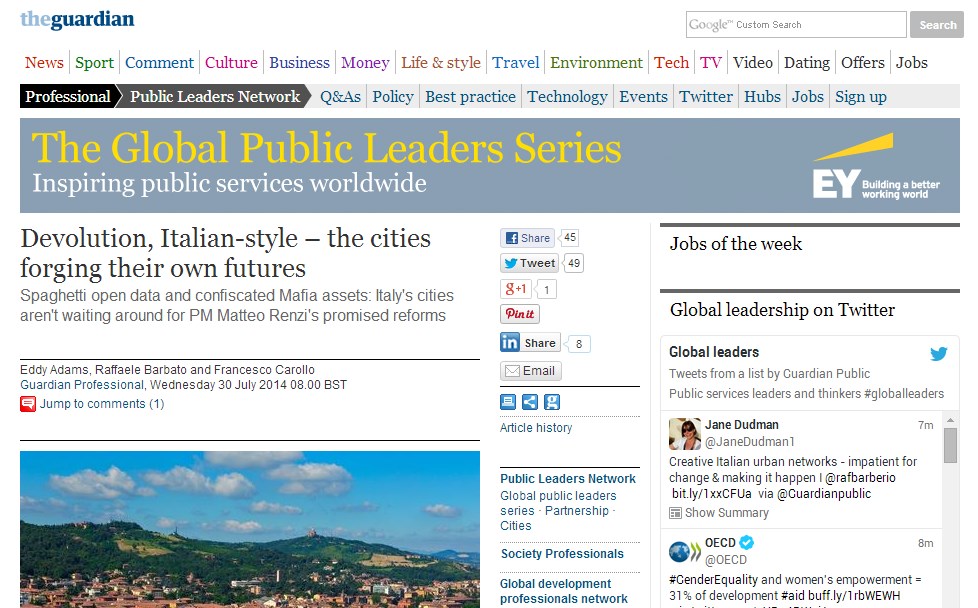 theguardian
Google™ Custom Search
Search
News Sport Comment Culture Business Money Life & style Travel Environment Tech TV Video Dating Offers Jobs
Professional Public Leaders Network Q&As Policy Best practice Technology Events Twitter Hubs Jobs Sign up
The Global Public Leaders Series
Inspiring public services worldwide
EY Building a better
working world
Devolution, Italian-style – the cities
forging their own futures
Spaghetti open data and confiscated Mafia assets: Italy's cities
aren't waiting around for PM Matteo Renzi's promised reforms
Eddy Adams, Raffaele Barbato and Francesco Carollo
Guardian Professional, Wednesday 30 July 2014 08.00 BST
Jump to comments (1)
Share 45
Tweet 49
g+1 1
Pin it
in Share 8
Email
Article history
Public Leaders Network
Global public leaders
series · Partnership ·
Cities
Society Professionals
Global development
professionals network
Jobs of the week
Global leadership on Twitter
Global leaders
Tweets from a list by Guardian Public
Public services leaders and thinkers #globalleaders
Jane Dudman 7m
@JaneDudman1
Creative Italian urban networks - impatient for
change & making it happen I @rafbarberio
bit.ly/1xxCFUa via @Guardianpublic
Show Summary
OECD 8m
@OECD
#GenderEquality and women's empowerment =
31% of development #aid buff.ly/1rbWEWH